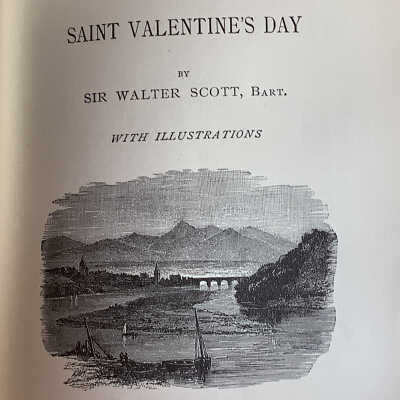 SAINT VALENTINE'S DAY
BY
SIR WALTER SCOTT, BART.
WITH ILLUSTRATIONS